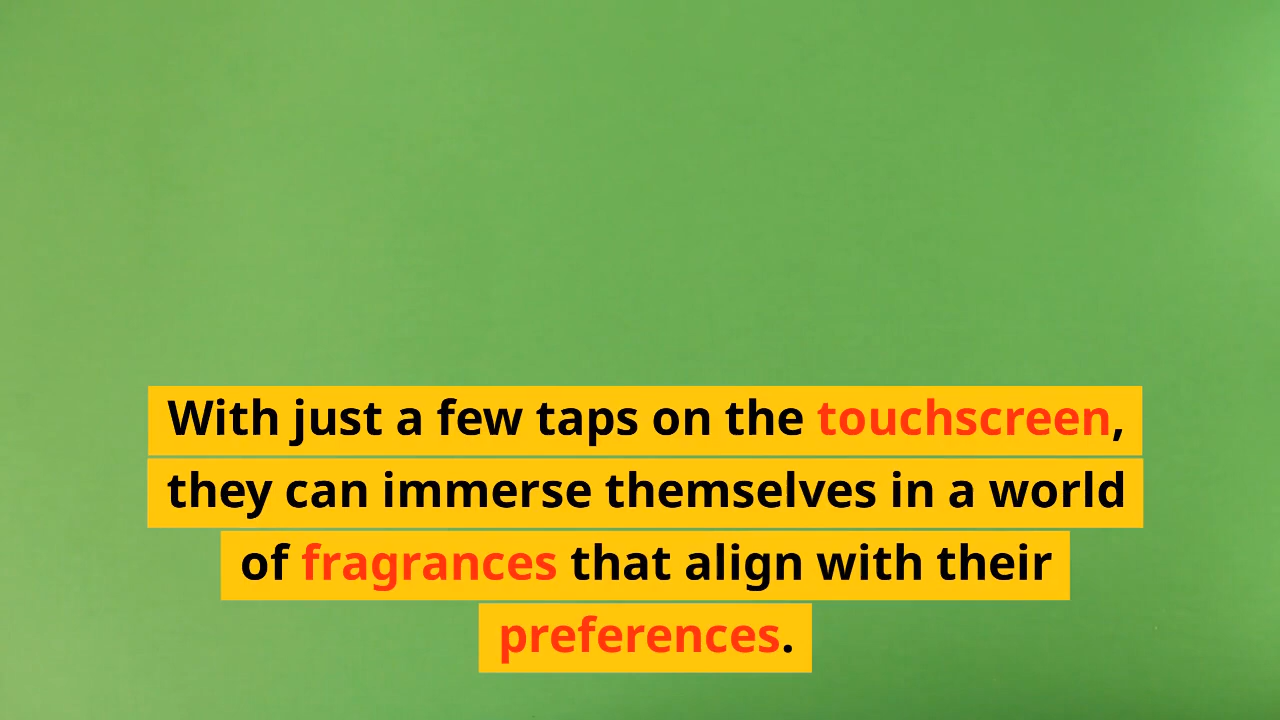 With just a few taps on the touchscreen,
they can immerse themselves in a world
of fragrances that align with their
preferences.